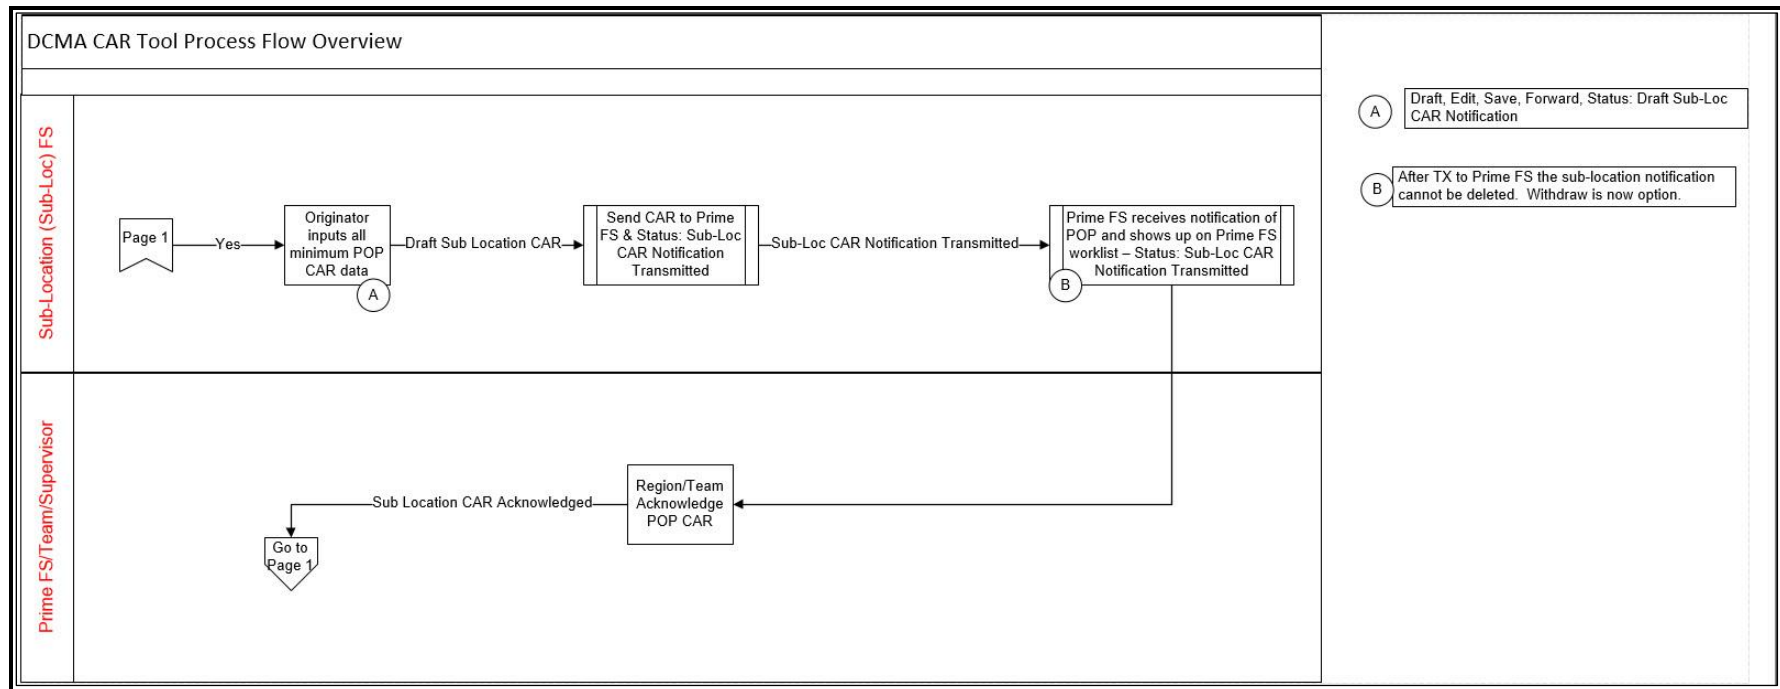 DCMA CAR Tool Process Flow Overview
Sub-Location (Sub-Loc) FS
Page 1
Yes
Originator
inputs all
minimum POP
CAR data
A
Draft Sub Location CAR
Send CAR to Prime
FS & Status: Sub-Loc
CAR Notification
Transmitted
Sub-Loc CAR Notification Transmitted
Prime FS receives notification of
POP and shows up on Prime FS
worklist – Status: Sub-Loc CAR
Notification Transmitted
B
Prime FS/Team/Supervisor
Region/Team
Acknowledge
POP CAR
Sub Location CAR Acknowledged
Go to
Page 1
A
Draft, Edit, Save, Forward, Status: Draft Sub-Loc
CAR Notification
B
After TX to Prime FS the sub-location notification
cannot be deleted.  Withdraw is now option.